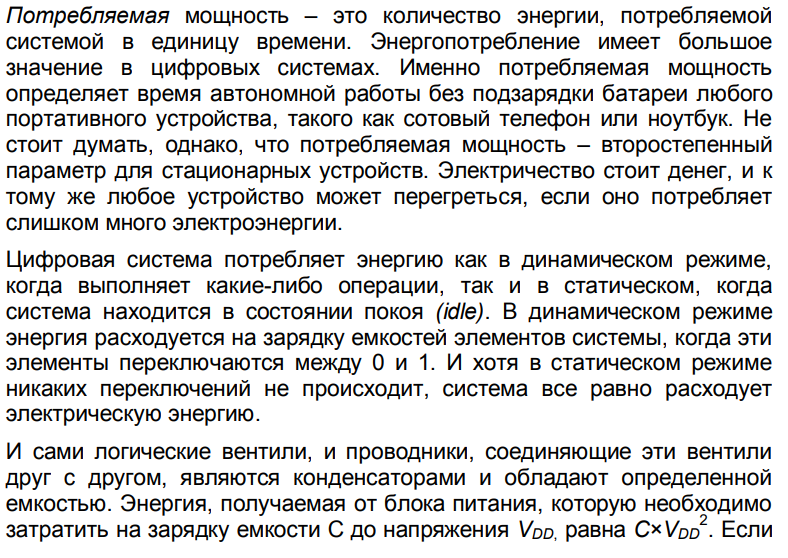 Потребляемая мощность – это количество энергии, потребляемой
системой в единицу времени. Энергопотребление имеет большое
значение в цифровых системах. Именно потребляемая мощность
определяет время автономной работы без подзарядки батареи любого
портативного устройства, такого как сотовый телефон или ноутбук. Не
стоит думать, однако, что потребляемая мощность – второстепенный
параметр для стационарных устройств. Электричество стоит денег, и к
тому же любое устройство может перегреться, если оно потребляет
слишком много электроэнергии.
Цифровая система потребляет энергию как в динамическом режиме,
когда выполняет какие-либо операции, так и в статическом, когда
система находится в состоянии покоя (idle). В динамическом режиме
энергия расходуется на зарядку емкостей элементов системы, когда эти
элементы переключаются между 0 и 1. И хотя в статическом режиме
никаких переключений не происходит, система все равно расходует
электрическую энергию.
И сами логические вентили, и проводники, соединяющие эти вентили
друг с другом, являются конденсаторами и обладают определенной
емкостью. Энергия, получаемая от блока питания, которую необходимо
затратить на зарядку емкости C до напряжения V_DD, равна C×V_DD². Если